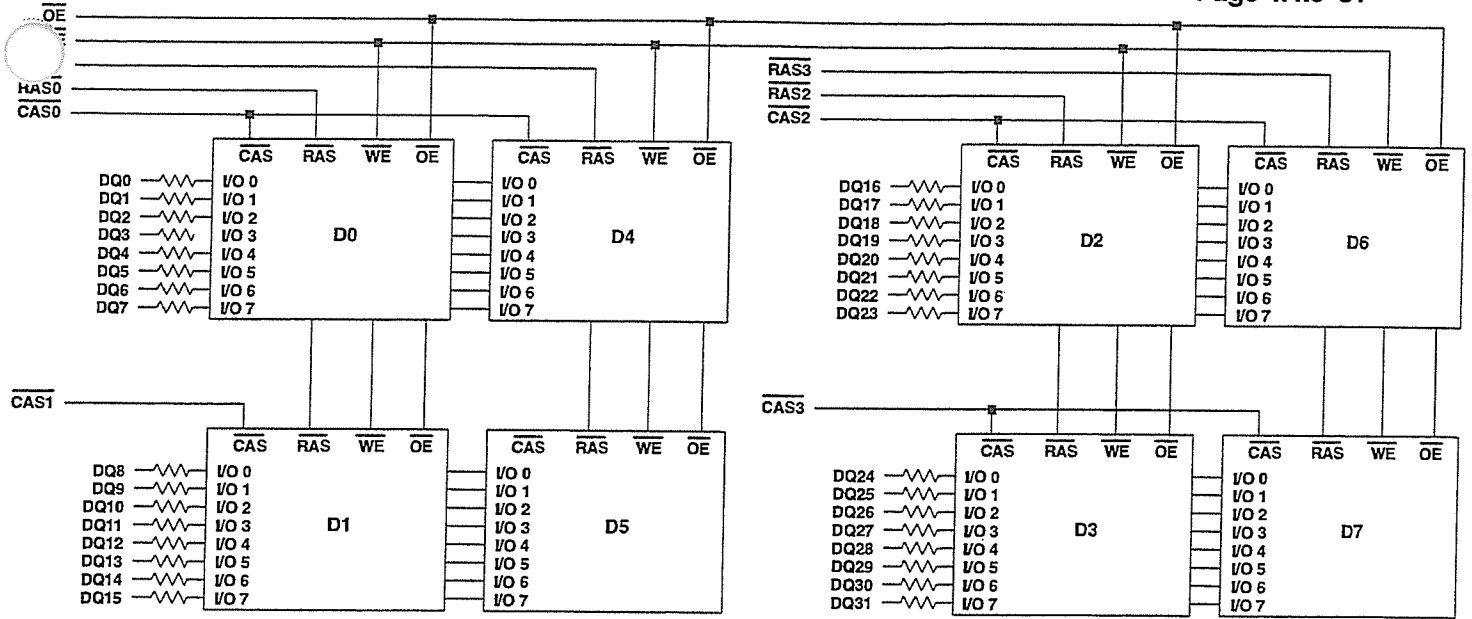 OE
RAS0
CAS0
RAS3
RAS2
CAS2
CAS RAS WE OE
CAS RAS WE OE
CAS RAS WE OE
CAS RAS WE OE
DQ0 I/O 0
DQ1 I/O 1
DQ2 I/O 2
DQ3 I/O 3
DQ4 I/O 4
DQ5 I/O 5
DQ6 I/O 6
DQ7 I/O 7
D0
I/O 0
I/O 1
I/O 2
I/O 3
I/O 4
I/O 5
I/O 6
I/O 7
D4
DQ16 I/O 0
DQ17 I/O 1
DQ18 I/O 2
DQ19 I/O 3
DQ20 I/O 4
DQ21 I/O 5
DQ22 I/O 6
DQ23 I/O 7
D2
I/O 0
I/O 1
I/O 2
I/O 3
I/O 4
I/O 5
I/O 6
I/O 7
D6
CAS1
CAS3
CAS RAS WE OE
CAS RAS WE OE
CAS RAS WE OE
CAS RAS WE OE
DQ8 I/O 0
DQ9 I/O 1
DQ10 I/O 2
DQ11 I/O 3
DQ12 I/O 4
DQ13 I/O 5
DQ14 I/O 6
DQ15 I/O 7
D1
I/O 0
I/O 1
I/O 2
I/O 3
I/O 4
I/O 5
I/O 6
I/O 7
D5
DQ24 I/O 0
DQ25 I/O 1
DQ26 I/O 2
DQ27 I/O 3
DQ28 I/O 4
DQ29 I/O 5
DQ30 I/O 6
DQ31 I/O 7
D3
I/O 0
I/O 1
I/O 2
I/O 3
I/O 4
I/O 5
I/O 6
I/O 7
D7